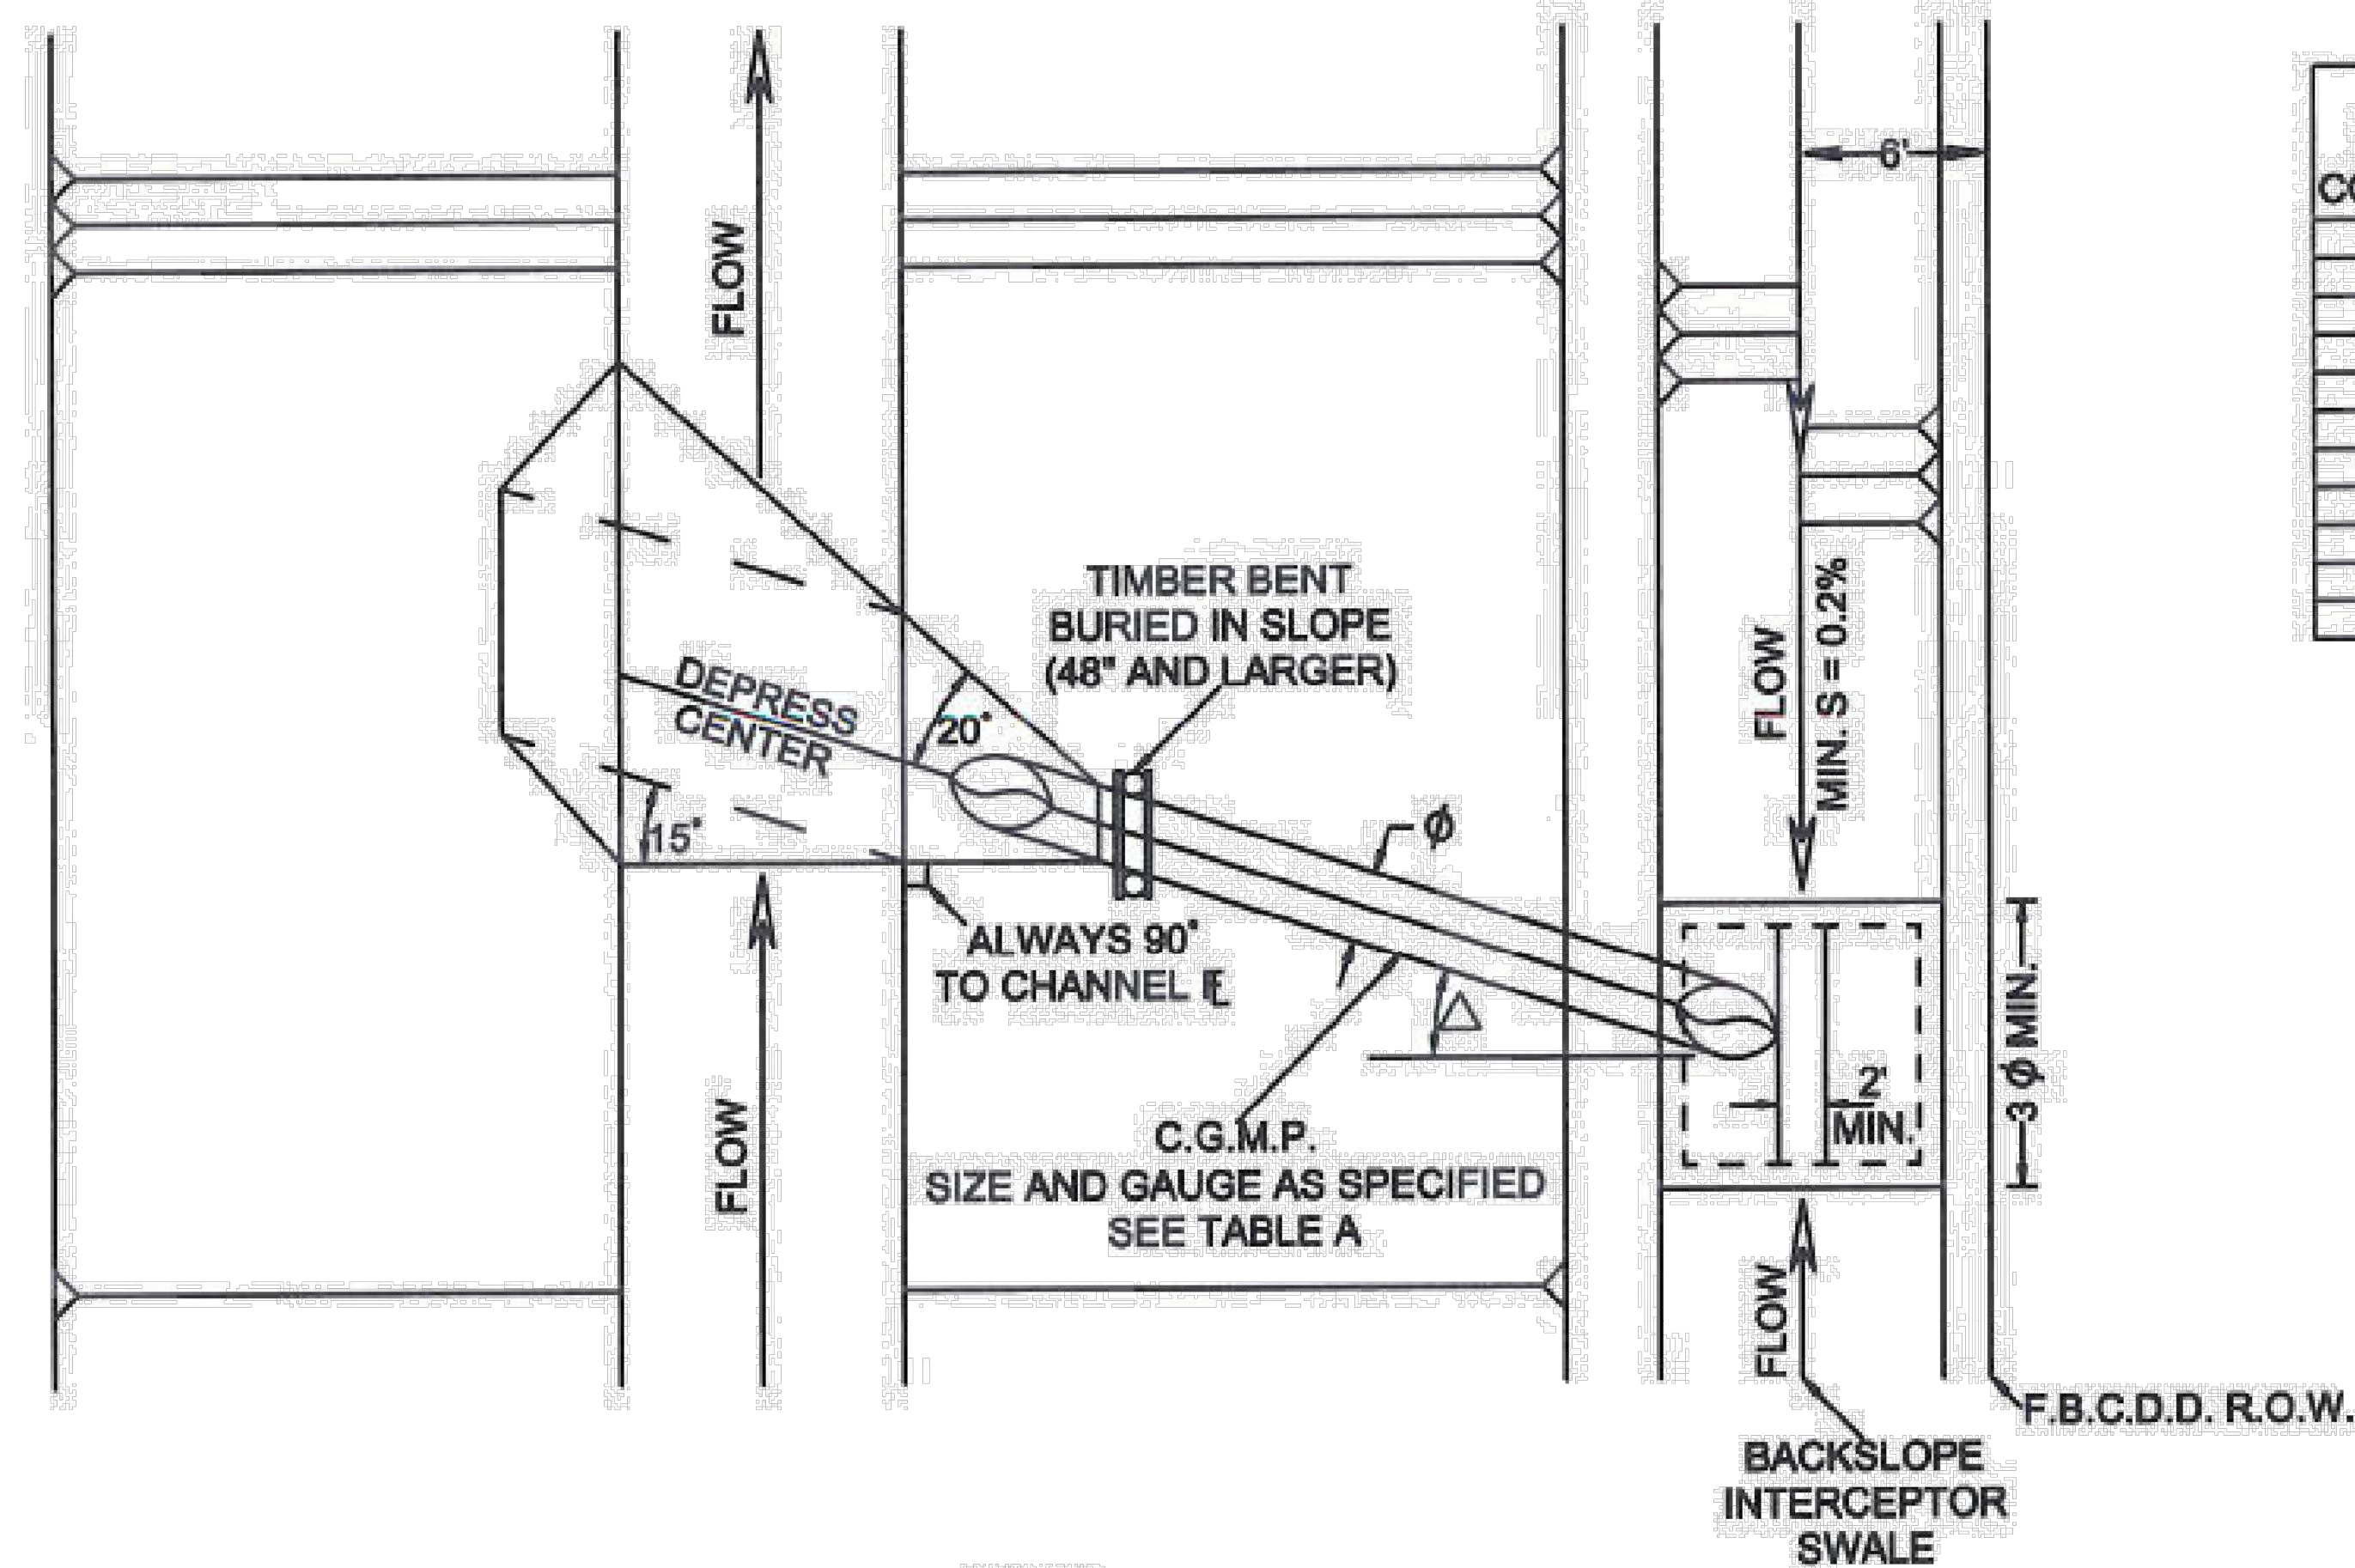 6'
CO
FLOW
TIMBER BENT
BURIED IN SLOPE
(48" AND LARGER)
FLOW
MIN. S = 0.2%
DEPRESS
CENTER
20°
15°
ϕ
ALWAYS 90°
TO CHANNEL ℄
△
3 ϕ MIN.
2'
MIN.
FLOW
C.G.M.P.
SIZE AND GAUGE AS SPECIFIED
SEE TABLE A
FLOW
F.B.C.D.D. R.O.W.
BACKSLOPE
INTERCEPTOR
SWALE